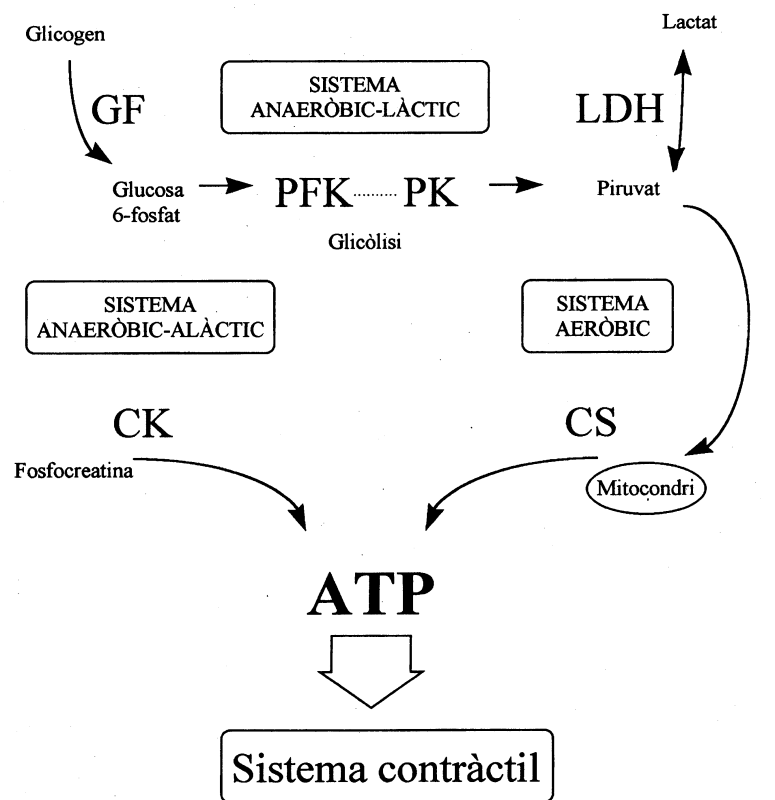 Glicogen
Lactat
SISTEMA
ANAERÒBIC-LÀCTIC
GF
LDH
Glucosa
6-fosfat
PFK..........PK
Piruvat
Glicòlisi
SISTEMA
ANAERÒBIC-ALÀCTIC
SISTEMA
AERÒBIC
CK
CS
Fosfocreatina
Mitocondri
ATP
Sistema contràctil